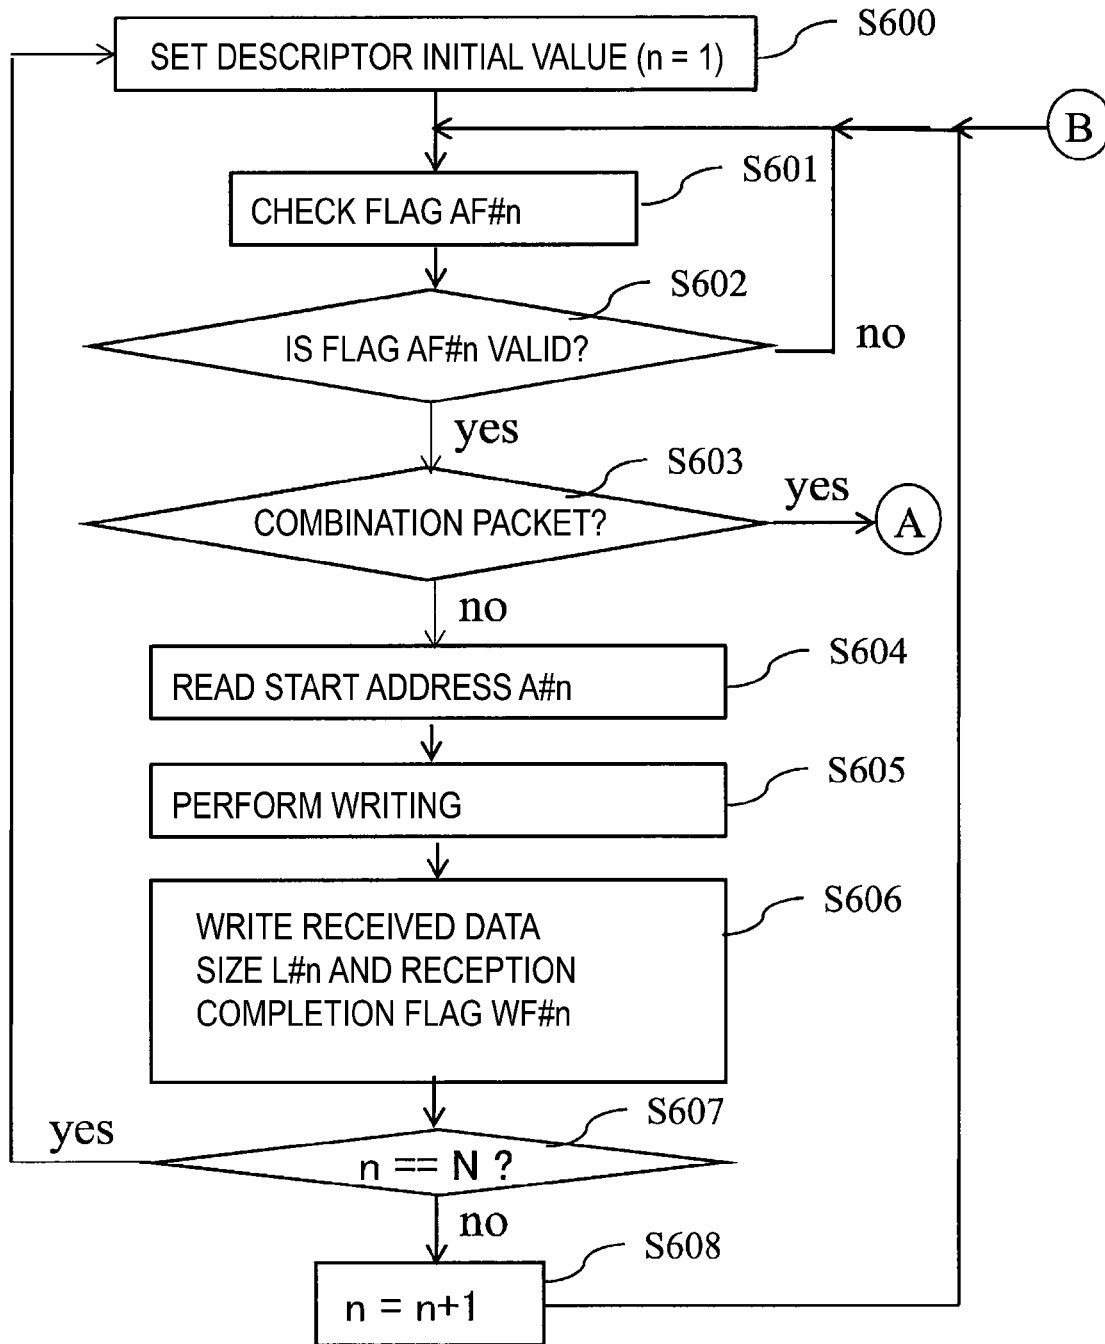 S600
SET DESCRIPTOR INITIAL VALUE (n = 1)
B
S601
CHECK FLAG AF#n
S602
IS FLAG AF#n VALID?
no
yes
S603
COMBINATION PACKET?
yes
A
no
S604
READ START ADDRESS A#n
S605
PERFORM WRITING
S606
WRITE RECEIVED DATA
SIZE L#n AND RECEPTION
COMPLETION FLAG WF#n
S607
yes
n == N ?
no
S608
n = n+1